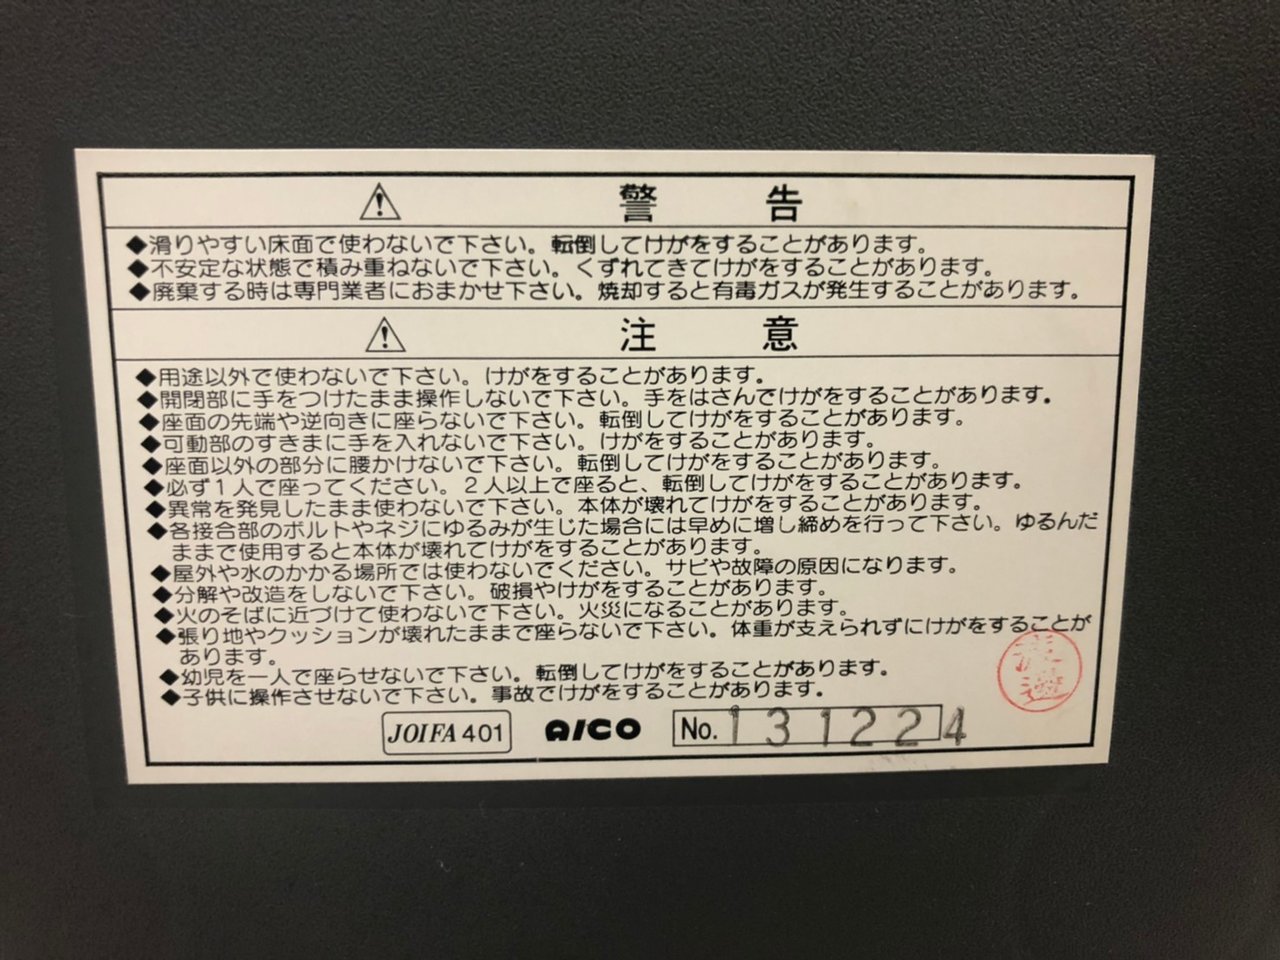 ⚠ 警告
◆滑りやすい床面で使わないで下さい。転倒してけがをすることがあります。
◆不安定な状態で積み重ねないで下さい。くずれてきてけがをすることがあります。
◆廃棄する時は専門業者におまかせ下さい。焼却すると有毒ガスが発生することがあります。
⚠ 注意
◆用途以外で使わないで下さい。けがをすることがあります。
◆開閉部に手をつけたまま操作しないで下さい。手をはさんでけがをすることがあります。
◆座面の先端や逆向きに座らないで下さい。転倒してけがをすることがあります。
◆可動部のすきまに手を入れないで下さい。けがをすることがあります。
◆座面以外の部分に腰かけないで下さい。転倒してけがをすることがあります。
◆必ず1人で座ってください。2人以上で座ると、転倒してけがをすることがあります。
◆異常を発見したまま使わないで下さい。本体が壊れてけがをすることがあります。
◆各接合部のボルトやネジにゆるみが生じた場合には早めに増し締めを行って下さい。ゆるんだ
ままで使用すると本体が壊れてけがをすることがあります。
◆屋外や水のかかる場所では使わないでください。サビや故障の原因になります。
◆分解や改造をしないで下さい。破損やけがをすることがあります。
◆火のそばに近づけて使わないで下さい。火災になることがあります。
◆張り地やクッションが壊れたままで座らないで下さい。体重が支えられずにけがをすることが
あります。
◆幼児を一人で座らせないで下さい。転倒してけがをすることがあります。
◆子供に操作させないで下さい。事故でけがをすることがあります。
JOIFA 401 AICO No. 131224